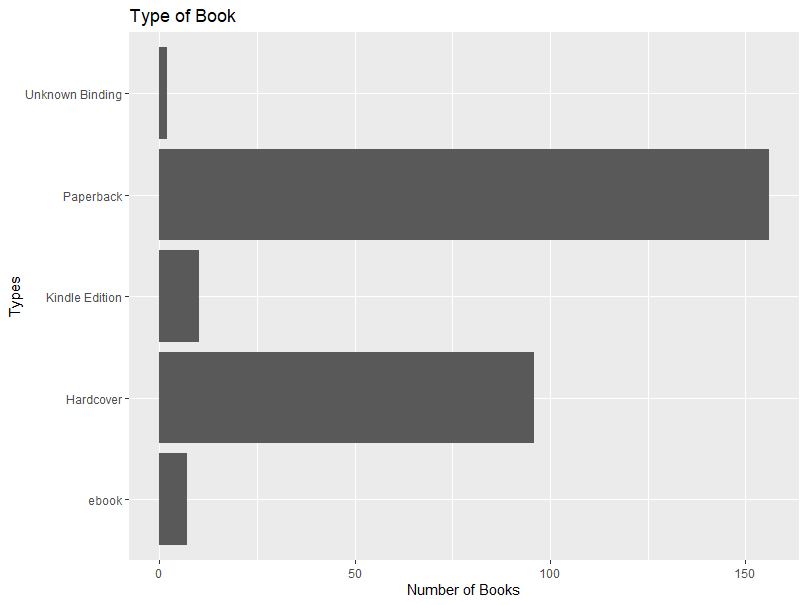 Type of Book
Types
Unknown Binding
Paperback
Kindle Edition
Hardcover
ebook
0 50 100 150
Number of Books